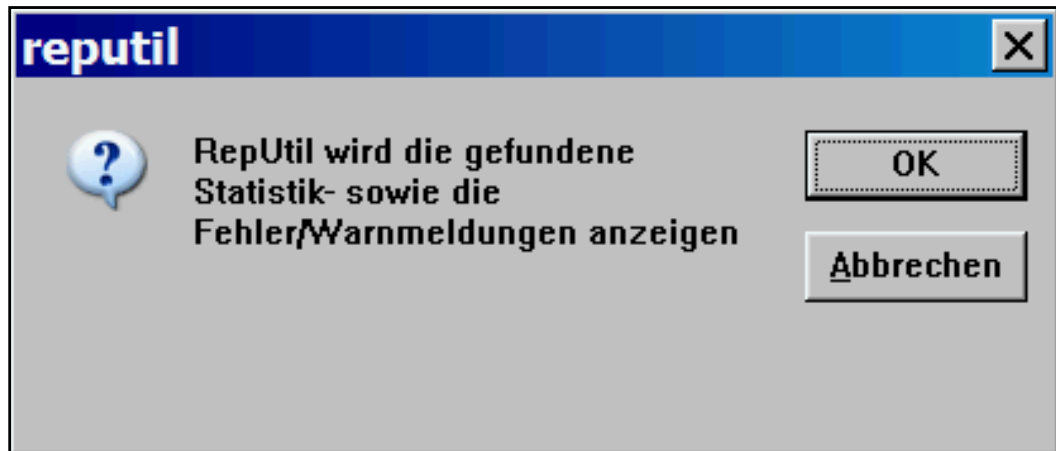 reputil
RepUtil wird die gefundene
Statistik- sowie die
Fehler/Warnmeldungen anzeigen
OK
Abbrechen